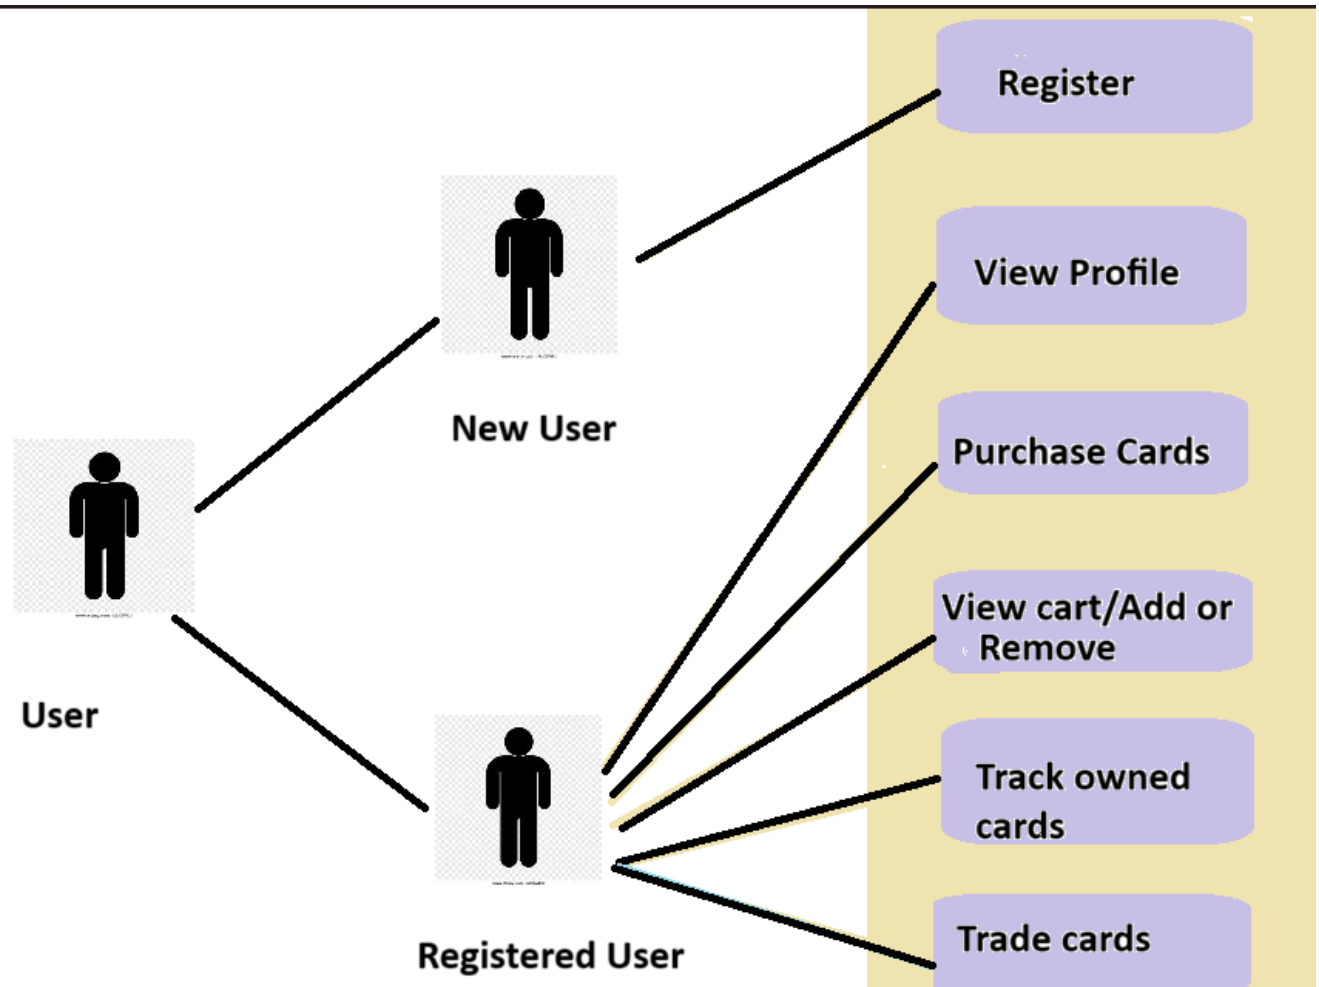 Register
View Profile
New User
Purchase Cards
View cart/Add or
Remove
User
Track owned
cards
Registered User
Trade cards